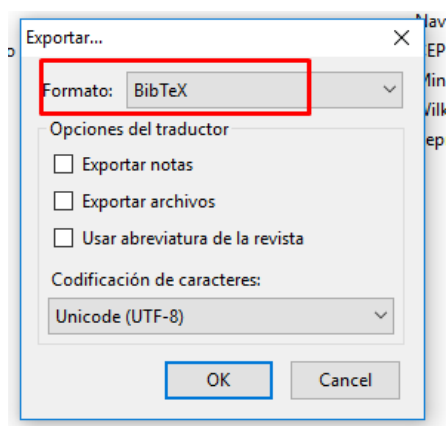 Exportar...
Formato: BibTeX
Opciones del traductor
Exportar notas
Exportar archivos
Usar abreviatura de la revista
Codificación de caracteres:
Unicode (UTF-8)
OK Cancel